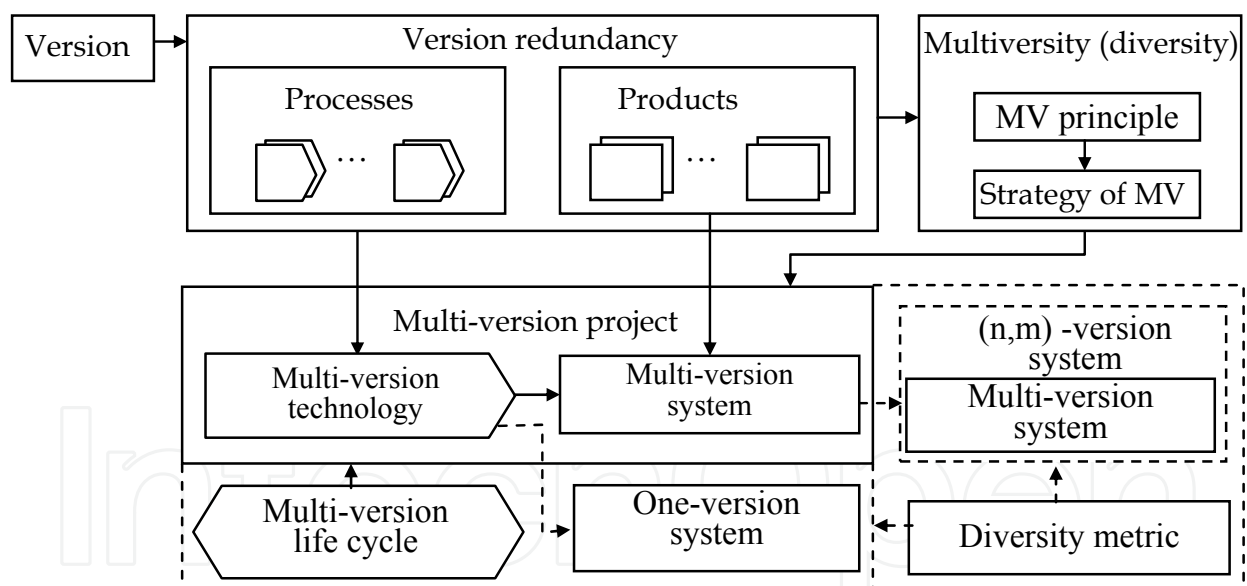 Version
Version redundancy
Multiversity (diversity)
Processes
Products
… …
… …
MV principle
Strategy of MV
Multi-version project
(n,m) -version
system
Multi-version
technology
Multi-version
system
Multi-version
system
Multi-version
life cycle
One-version
system
Diversity metric
IntechOpen